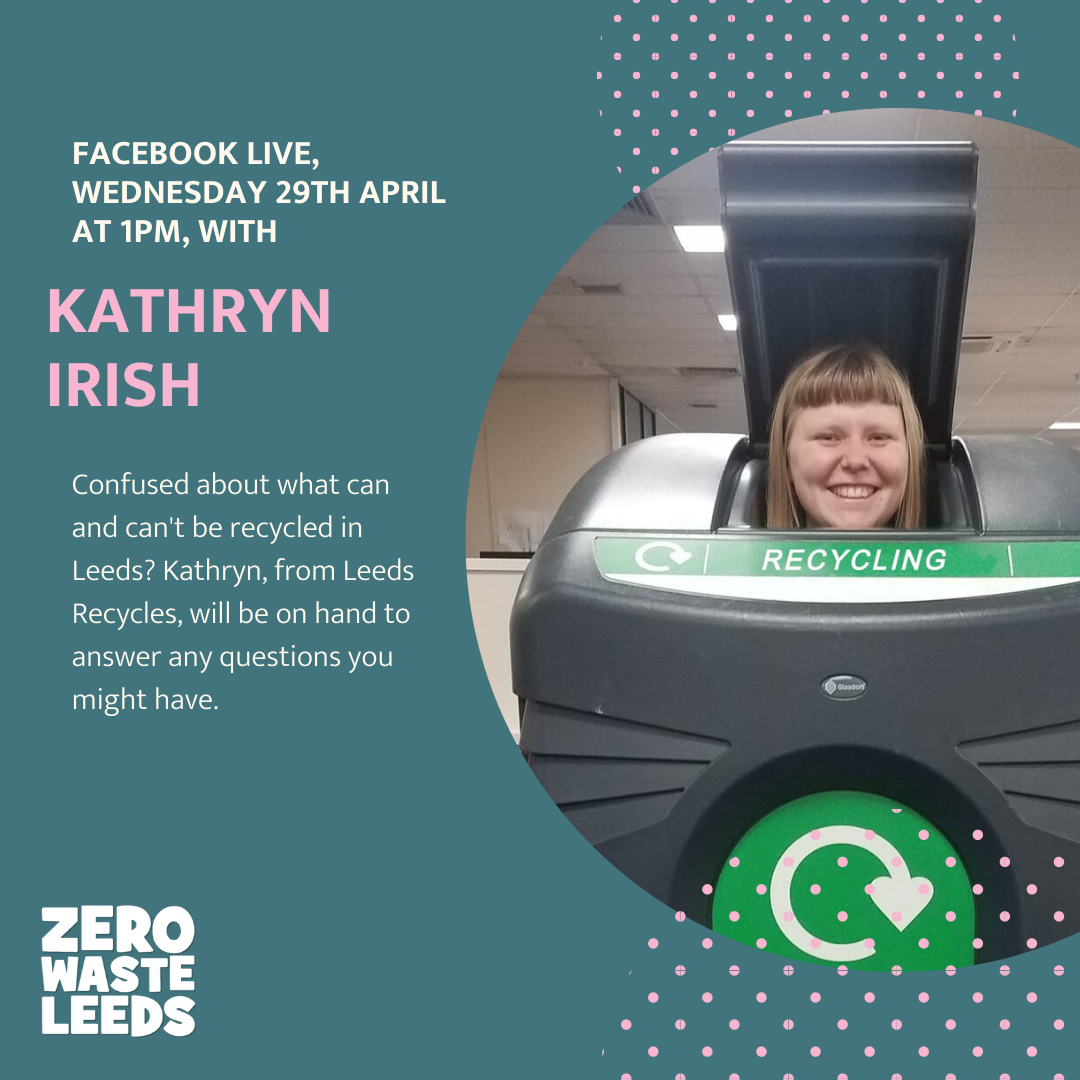 FACEBOOK LIVE,
WEDNESDAY 29TH APRIL
AT 1PM, WITH
KATHRYN
IRISH
Confused about what can
and can't be recycled in
Leeds? Kathryn, from Leeds
Recycles, will be on hand to
answer any questions you
might have.
RECYCLING
Glasdon
ZERO
WASTE
LEEDS